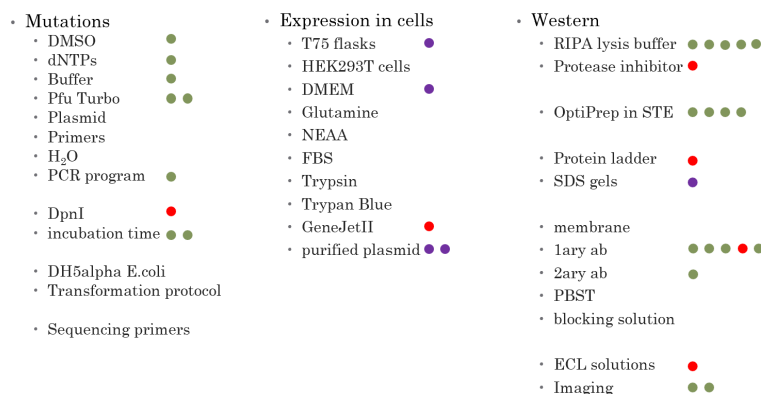 Mutations
DMSO
dNTPs
Buffer
Pfu Turbo
Plasmid
Primers
H₂O
PCR program
DpnI
incubation time
DH5alpha E.coli
Transformation protocol
Sequencing primers
Expression in cells
T75 flasks
HEK293T cells
DMEM
Glutamine
NEAA
FBS
Trypsin
Trypan Blue
GeneJetII
purified plasmid
Western
RIPA lysis buffer
Protease inhibitor
OptiPrep in STE
Protein ladder
SDS gels
membrane
1ary ab
2ary ab
PBST
blocking solution
ECL solutions
Imaging